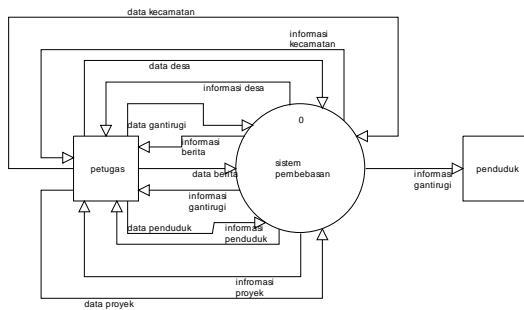 data kecamatan
informasi
kecamatan
data desa
informasi desa
0
data gantirugi
informasi
berita
petugas
sistem
pembebasan
penduduk
data berita
informasi
gantirugi
informasi
gantirugi
data penduduk
informasi
penduduk
infromasi
proyek
data proyek